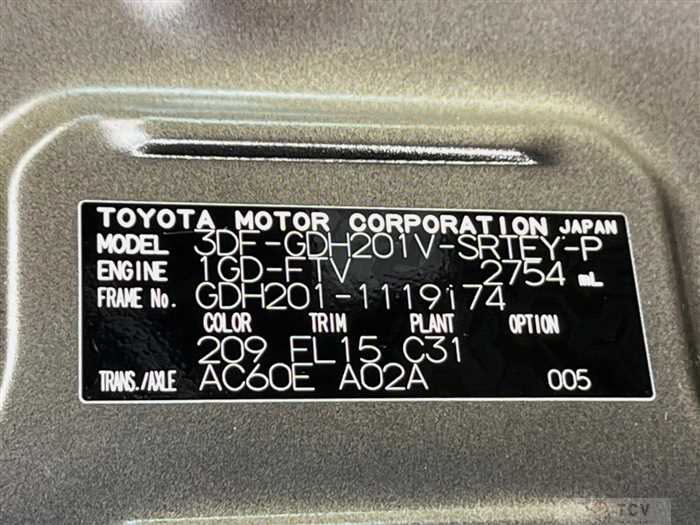 TOYOTA MOTOR CORPORATION JAPAN
MODEL 3DF-GDH201V-SRTEY-P
ENGINE 1GD-FTV 2754 mL
FRAME No. GDH201-1119174
COLOR TRIM PLANT OPTION
209 FL15 C31
TRANS./AXLE AC60E A02A 005
TCV